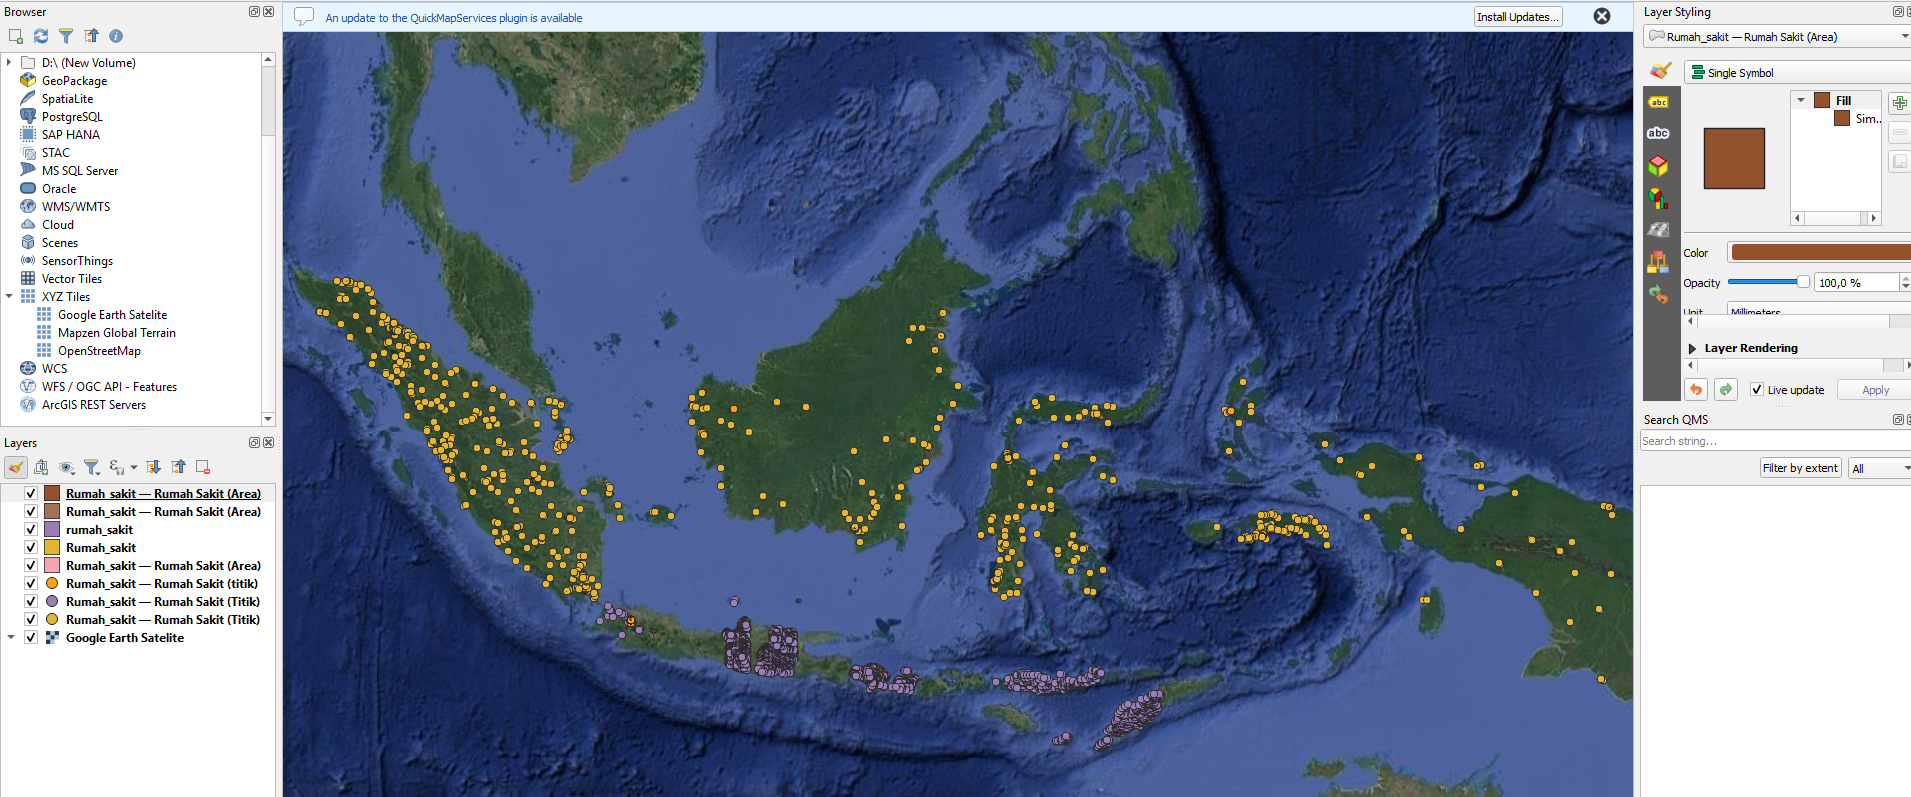 Browser
D:\ (New Volume)
GeoPackage
SpatiaLite
PostgreSQL
SAP HANA
STAC
MS SQL Server
Oracle
WMS/WMTS
Cloud
Scenes
SensorThings
Vector Tiles
XYZ Tiles
Google Earth Satelite
Mapzen Global Terrain
OpenStreetMap
WCS
WFS / OGC API - Features
ArcGIS REST Servers
Layers
Rumah_sakit — Rumah Sakit (Area)
Rumah_sakit — Rumah Sakit (Area)
rumah_sakit
Rumah_sakit
Rumah_sakit — Rumah Sakit (Area)
Rumah_sakit — Rumah Sakit (titik)
Rumah_sakit — Rumah Sakit (Titik)
Rumah_sakit — Rumah Sakit (Titik)
Google Earth Satelite
An update to the QuickMapServices plugin is available
Install Updates...
Layer Styling
Rumah_sakit — Rumah Sakit (Area)
Single Symbol
abc
abc
Fill
Sim..
Color
Opacity
100,0 %
Unit
Millimeters
Layer Rendering
Live update
Apply
Search QMS
Search string...
Filter by extent
All